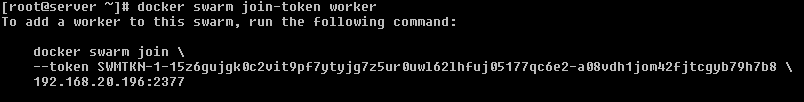 [root@server ~]# docker swarm join-token worker
To add a worker to this swarm, run the following command:
docker swarm join \
--token SWMTKN-1-15z6gujgk0c2vit9pf7ytyjg7z5ur0uwl62lhfuj05177qc6e2-a08vdh1jom42fjtcgyb79h7b8 \
192.168.20.196:2377